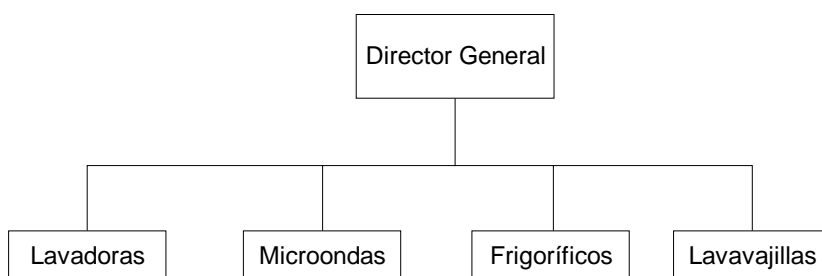 Director General
Lavadoras
Microondas
Frigoríficos
Lavavajillas